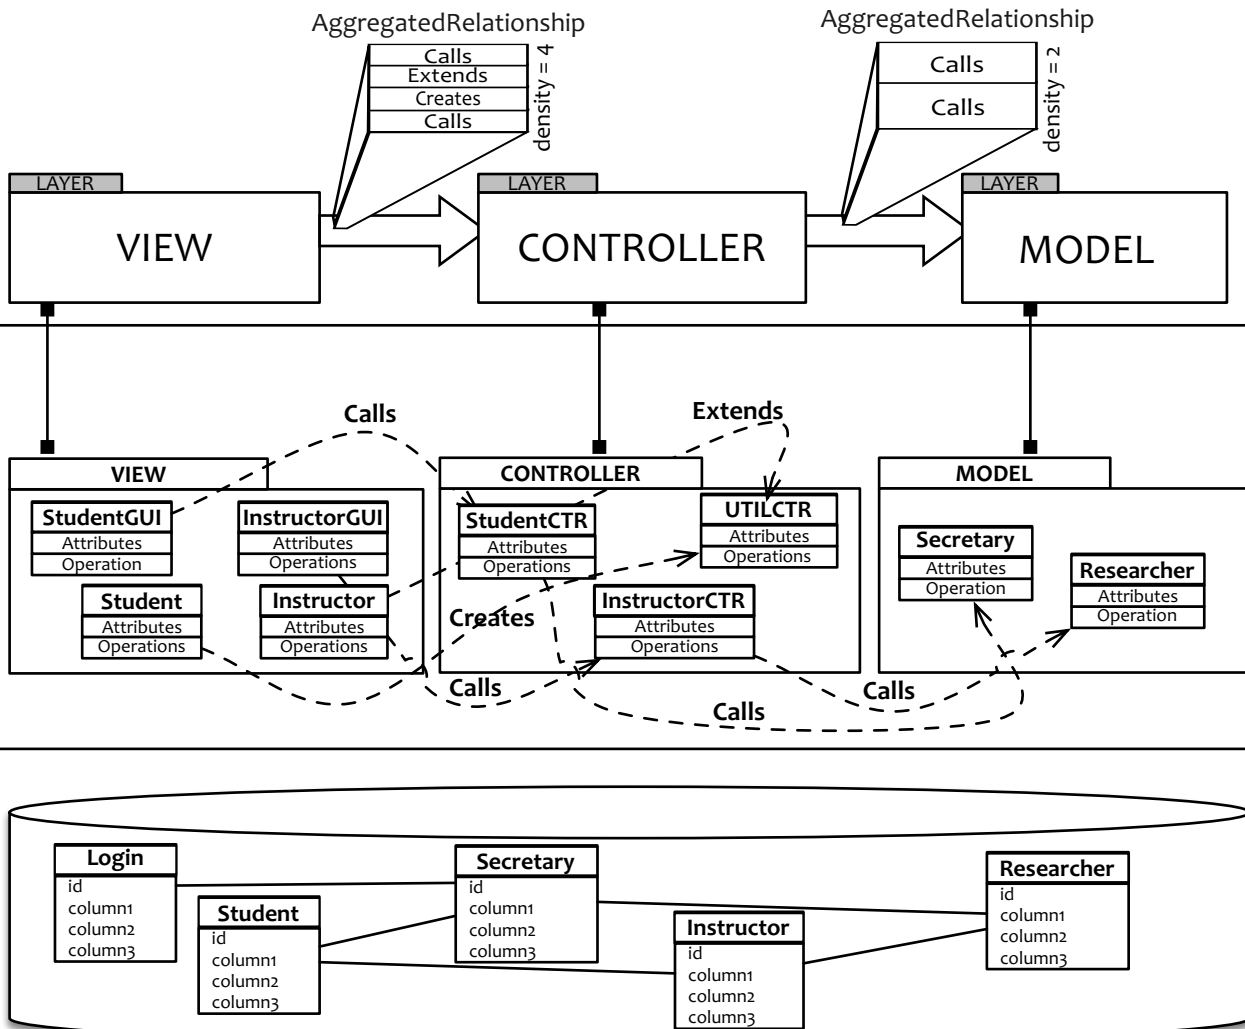 AggregatedRelationship
Calls
Extends
Creates
Calls
density = 4
AggregatedRelationship
Calls
Calls
density = 2
LAYER
VIEW
LAYER
CONTROLLER
LAYER
MODEL
Calls
Extends
VIEW
CONTROLLER
MODEL
StudentGUI
Attributes
Operation
InstructorGUI
Attributes
Operations
StudentCTR
Attributes
Operations
UTILCTR
Attributes
Operations
Secretary
Attributes
Operation
Researcher
Attributes
Operation
Student
Attributes
Operations
Instructor
Attributes
Operations
Creates
InstructorCTR
Attributes
Operations
Calls
Calls
Calls
Login
id
column1
column2
column3
Student
id
column1
column2
column3
Secretary
id
column1
column2
column3
Instructor
id
column1
column2
column3
Researcher
id
column1
column2
column3